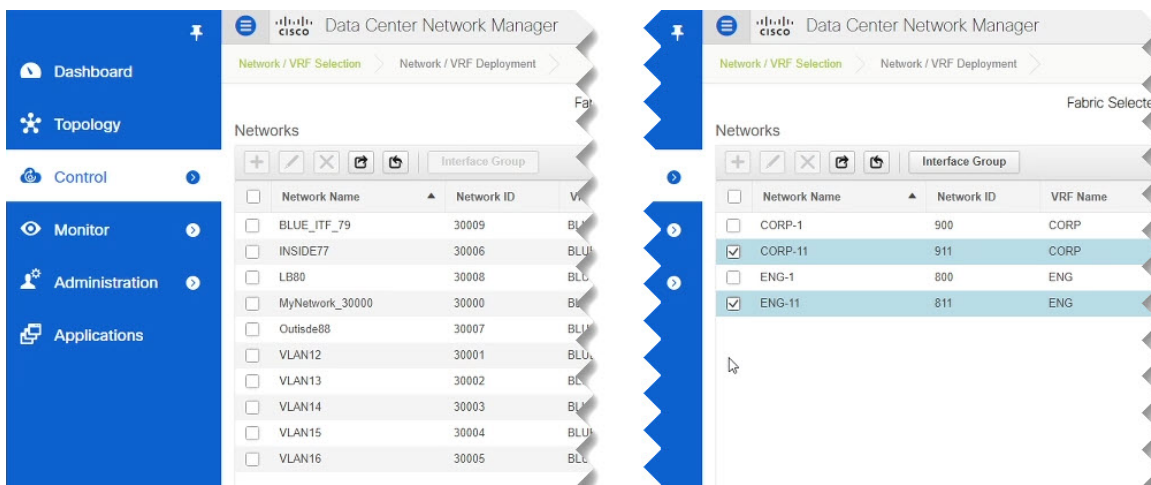 Dashboard
Topology
Control
Monitor
Administration
Applications
cisco Data Center Network Manager
Network / VRF Selection Network / VRF Deployment
Networks
Interface Group
Network Name Network ID
BLUE_ITF_79 30009
INSIDE77 30006
LB80 30008
MyNetwork_30000 30000
Outisde88 30007
VLAN12 30001
VLAN13 30002
VLAN14 30003
VLAN15 30004
VLAN16 30005
cisco Data Center Network Manager
Network / VRF Selection Network / VRF Deployment
Fabric Selecte
Networks
Interface Group
Network Name Network ID VRF Name
CORP-1 900 CORP
CORP-11 911 CORP
ENG-1 800 ENG
ENG-11 811 ENG